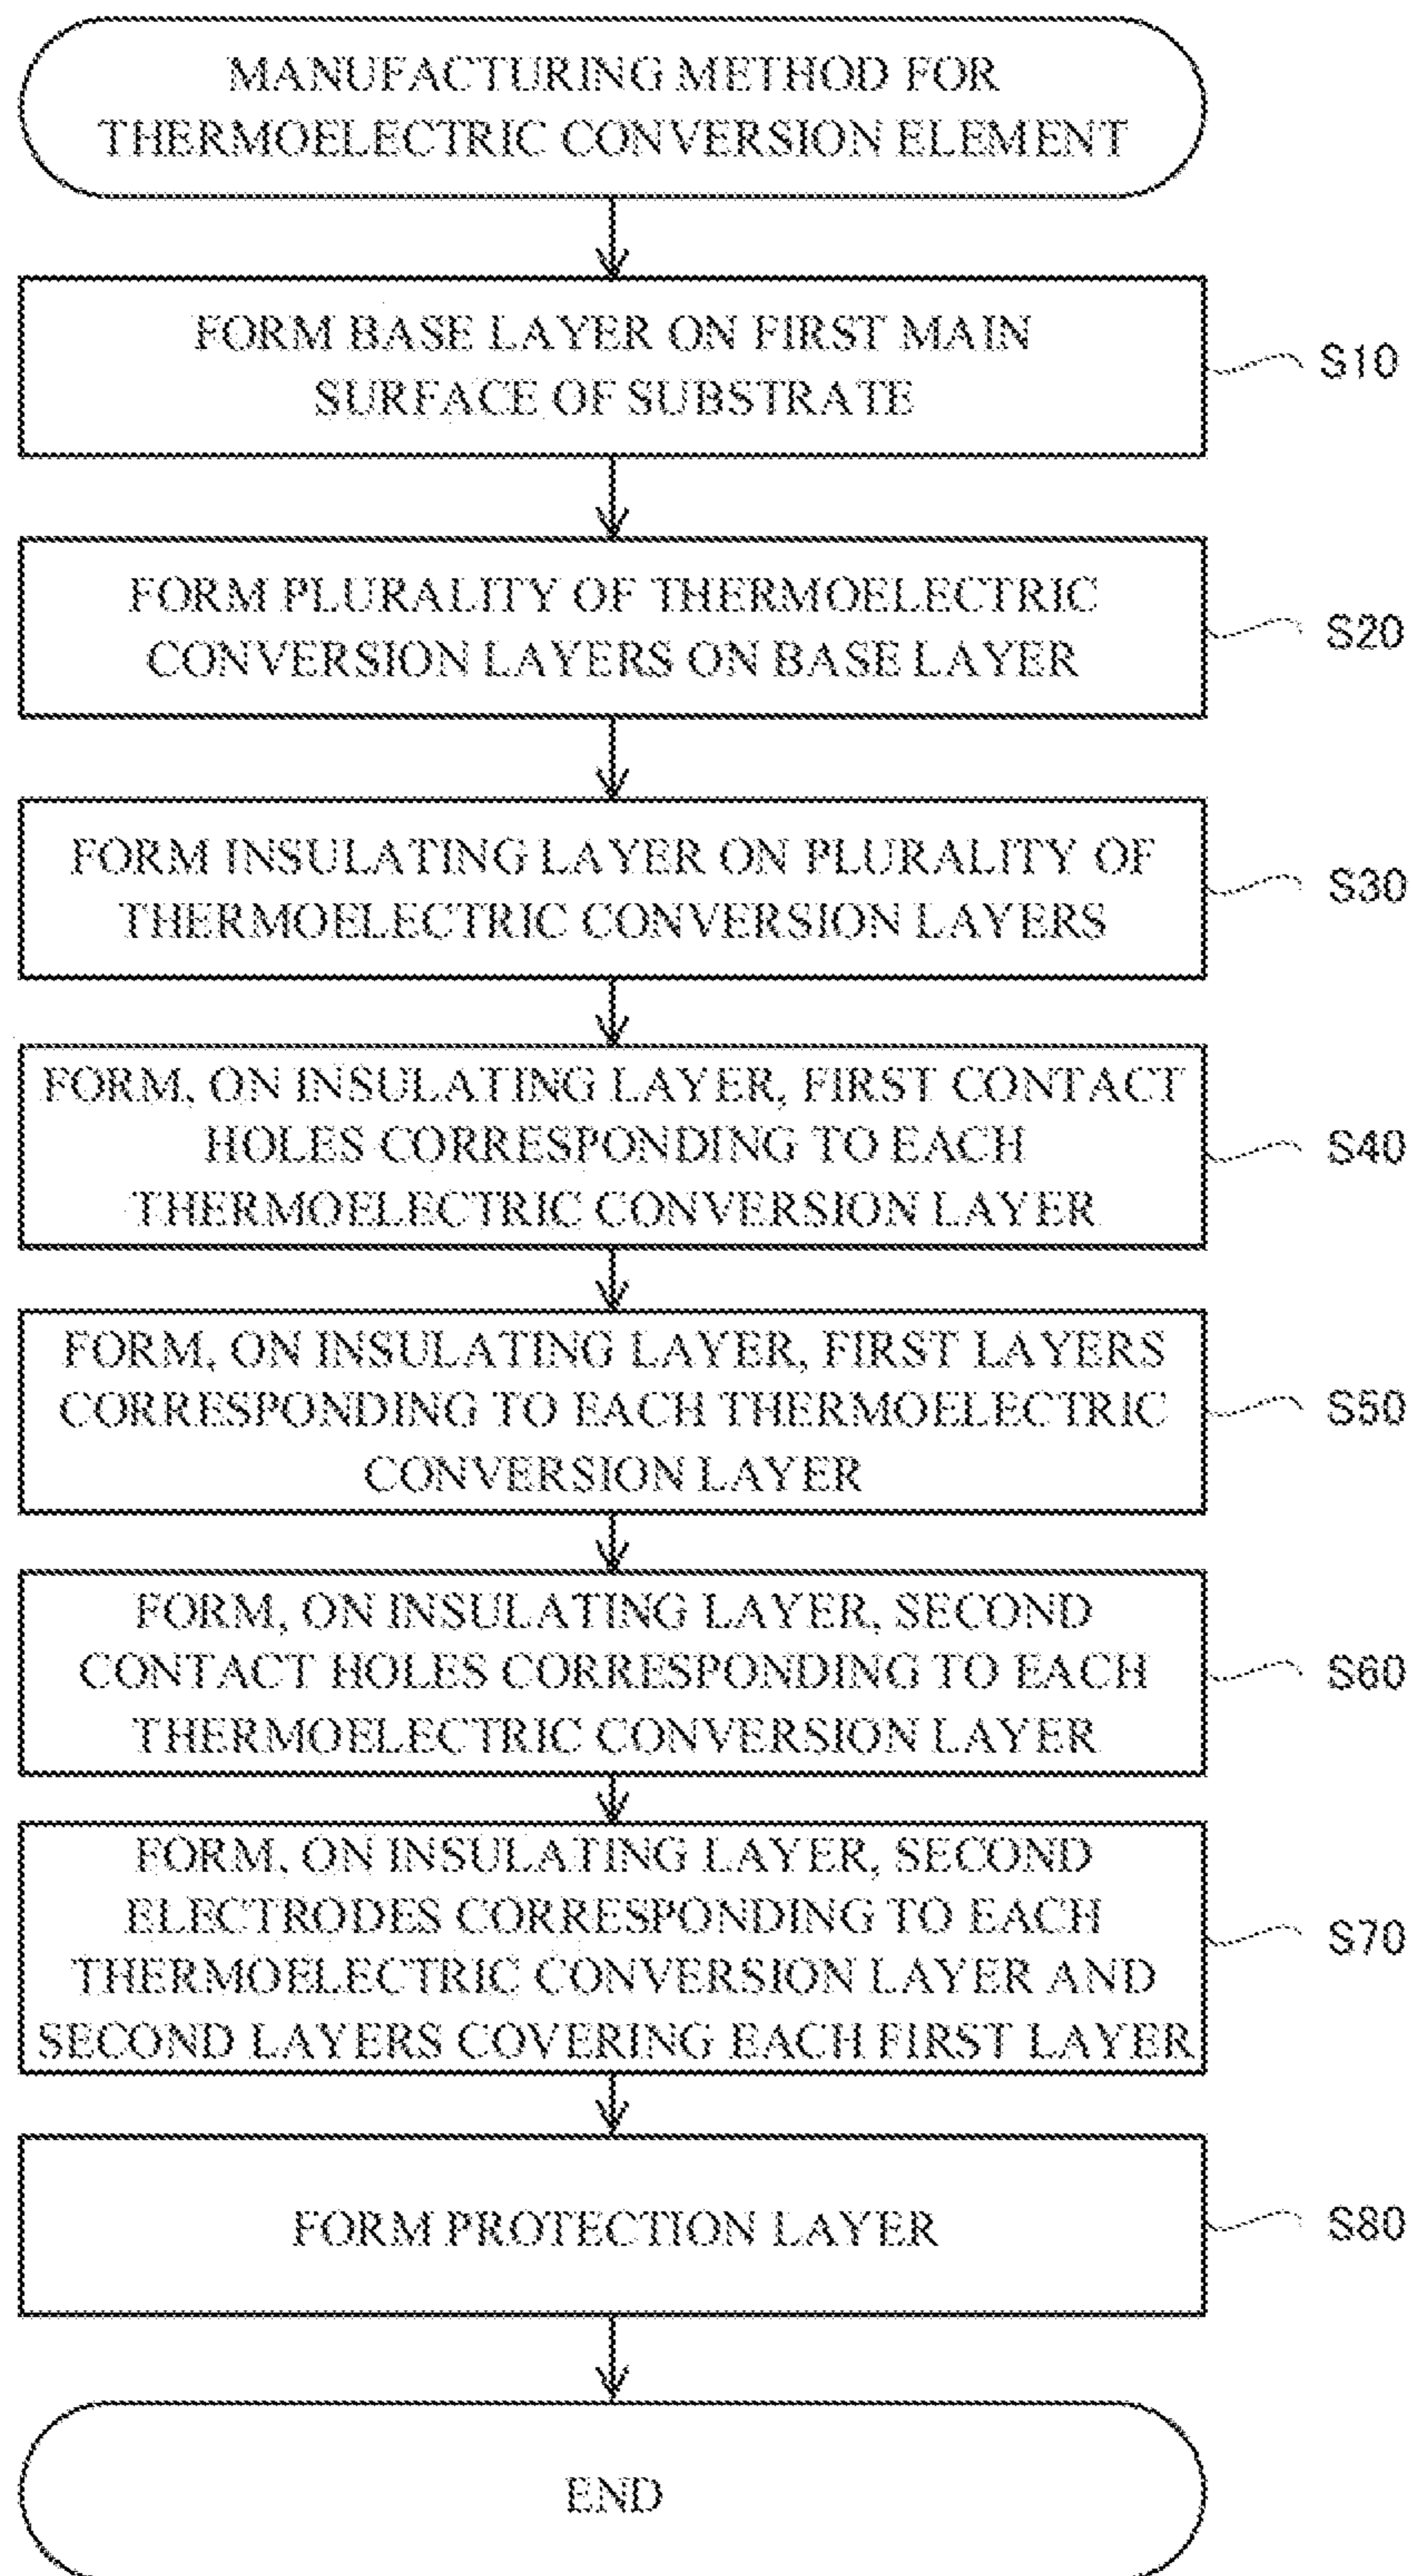 MANUFACTURING METHOD FOR
THERMOELECTRIC CONVERSION ELEMENT
FORM BASE LAYER ON FIRST MAIN
SURFACE OF SUBSTRATE
S10
FORM PLURALITY OF THERMOELECTRIC
CONVERSION LAYERS ON BASE LAYER
S20
FORM INSULATING LAYER ON PLURALITY OF
THERMOELECTRIC CONVERSION LAYERS
S30
FORM, ON INSULATING LAYER, FIRST CONTACT
HOLES CORRESPONDING TO EACH
THERMOELECTRIC CONVERSION LAYER
S40
FORM, ON INSULATING LAYER, FIRST LAYERS
CORRESPONDING TO EACH THERMOELECTRIC
CONVERSION LAYER
S50
FORM, ON INSULATING LAYER, SECOND
CONTACT HOLES CORRESPONDING TO EACH
THERMOELECTRIC CONVERSION LAYER
S60
FORM, ON INSULATING LAYER, SECOND
ELECTRODES CORRESPONDING TO EACH
THERMOELECTRIC CONVERSION LAYER AND
SECOND LAYERS COVERING EACH FIRST LAYER
S70
FORM PROTECTION LAYER
S80
END